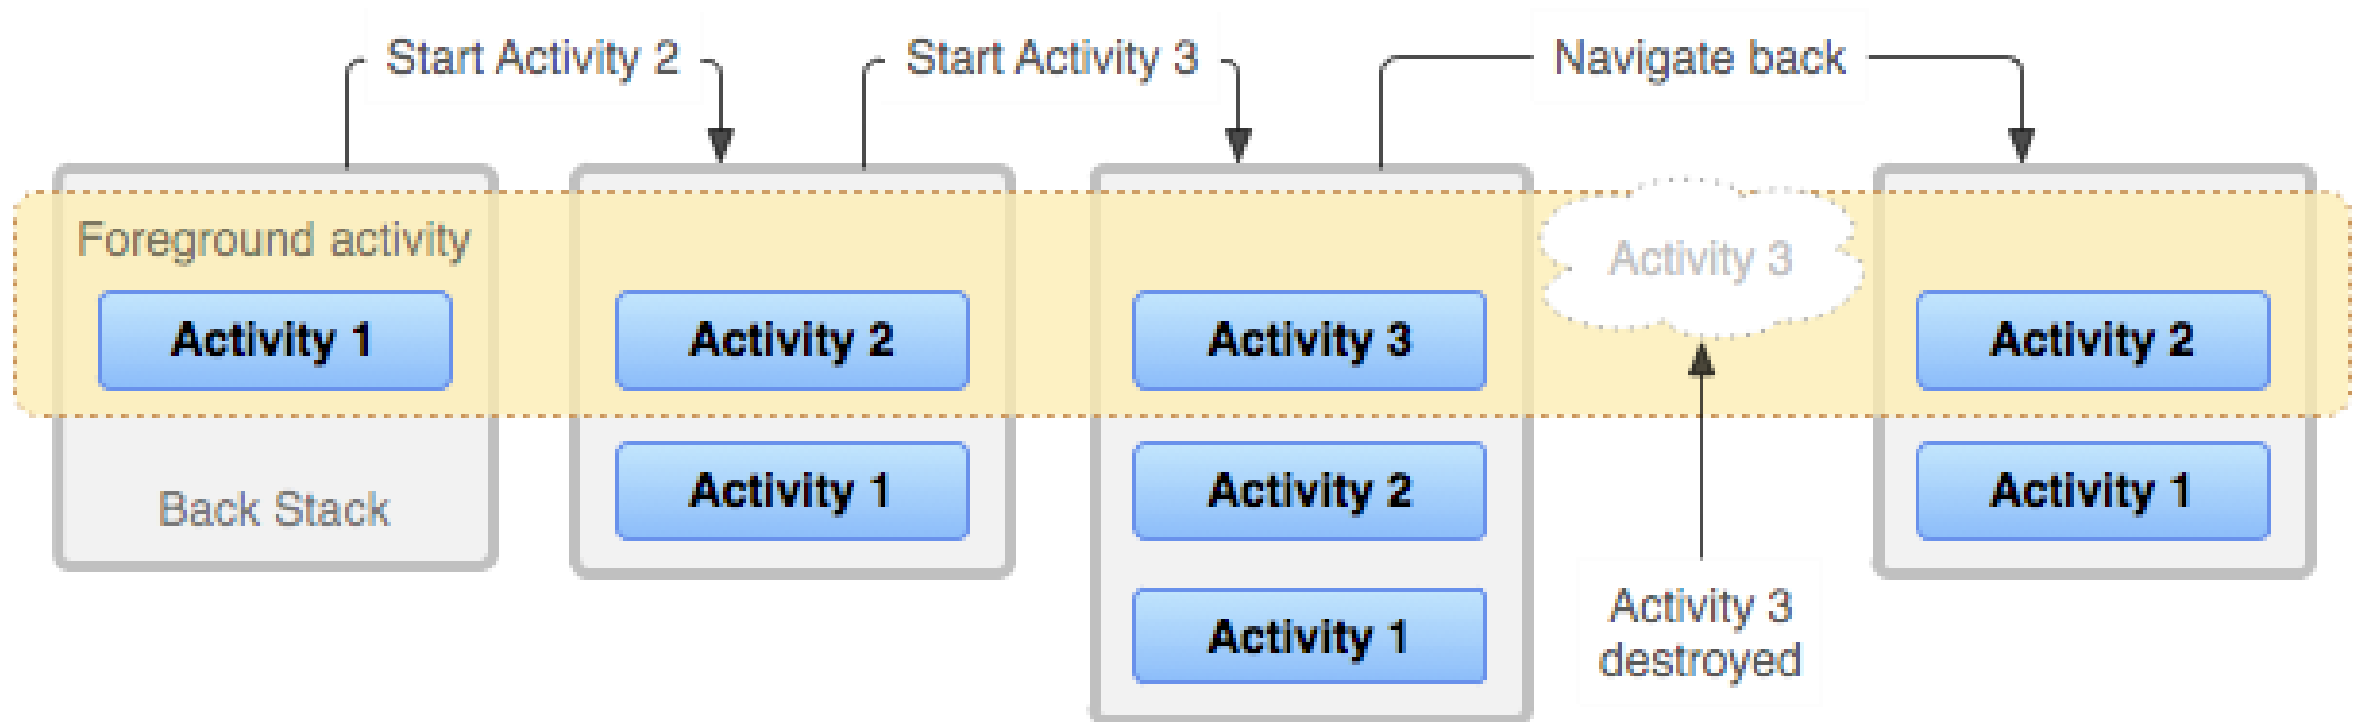 Start Activity 2
Start Activity 3
Navigate back
Foreground activity
Activity 3
Activity 1
Activity 2
Activity 3
Activity 2
Activity 1
Activity 2
Activity 1
Back Stack
Activity 1
Activity 3
destroyed